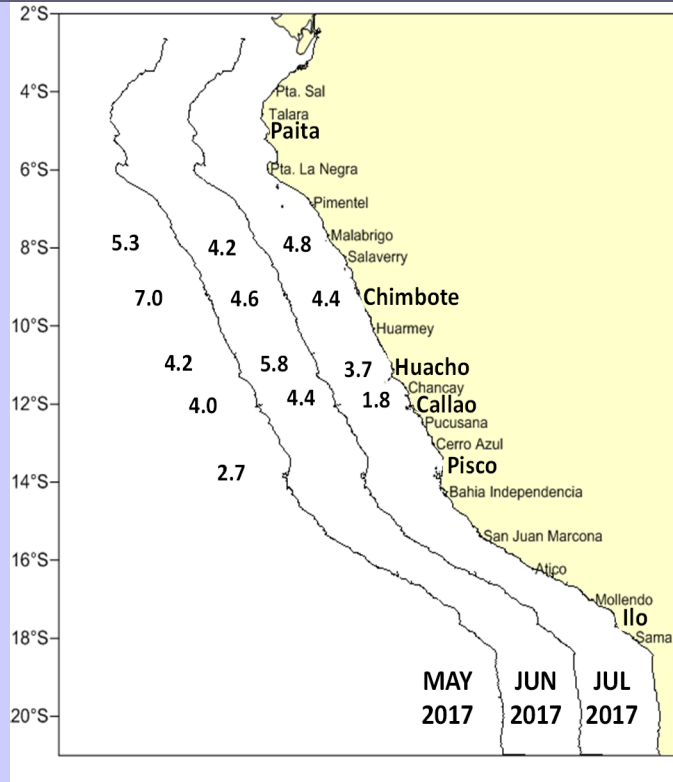 2°S
4°S
Pta. Sal
Talara
Paita
6°S
Pta. La Negra
Pimentel
Malabrigo
8°S
5.3 4.2 4.8
Salaverry
7.0 4.6 4.4 Chimbote
10°S
Huarmey
4.2 5.8 3.7 Huacho
Chancay
12°S
4.0 4.4 1.8 Callao
Pucusana
Cerro Azul
2.7 Pisco
14°S
Bahia Independencia
San Juan Marcona
16°S
Atico
Mollendo
Ilo
18°S
Sama
MAY JUN JUL
20°S
2017 2017 2017